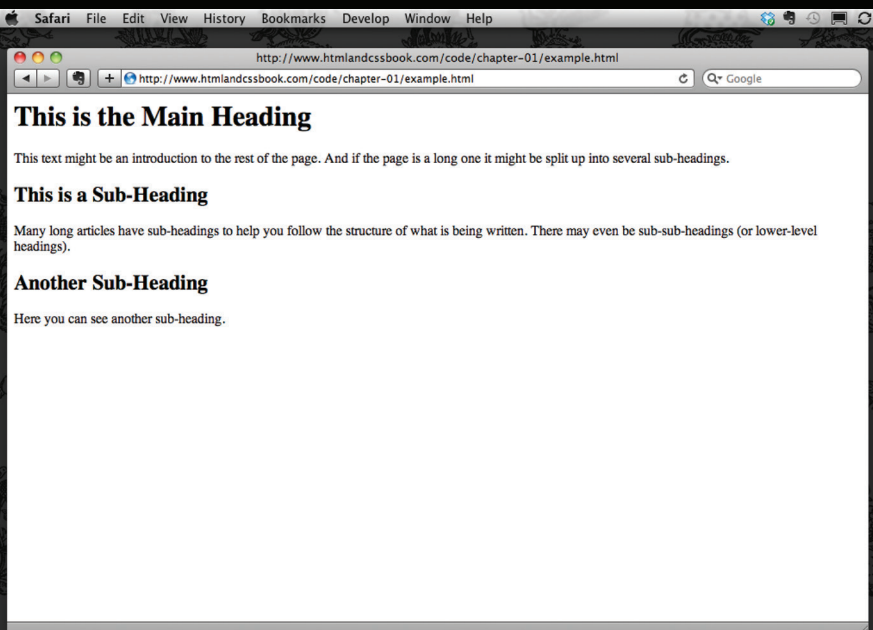 Safari File Edit View History Bookmarks Develop Window Help
http://www.htmlandcssbook.com/code/chapter-01/example.html
http://www.htmlandcssbook.com/code/chapter-01/example.html
Google
This is the Main Heading
This text might be an introduction to the rest of the page. And if the page is a long one it might be split up into several sub-headings.
This is a Sub-Heading
Many long articles have sub-headings to help you follow the structure of what is being written. There may even be sub-sub-headings (or lower-level
headings).
Another Sub-Heading
Here you can see another sub-heading.